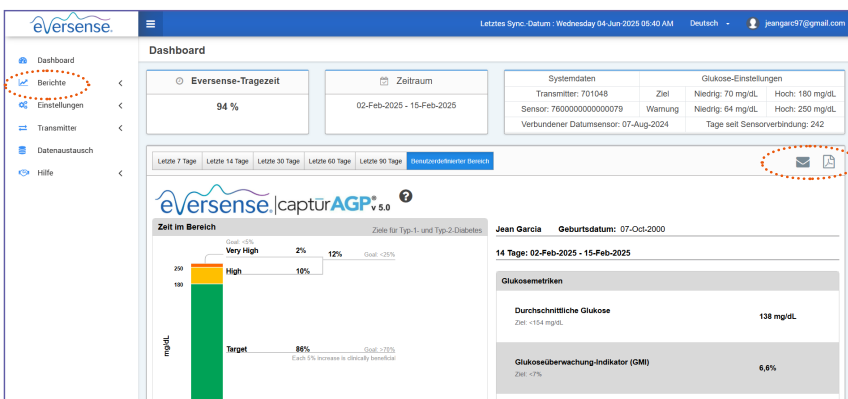 eversense.
Letztes Sync.-Datum : Wednesday 04-Jun-2025 05:40 AM
Deutsch
jeangarc97@gmail.com
Dashboard
Berichte
Einstellungen
Transmitter
Datenaustausch
Hilfe
Dashboard
Eversense-Tragezeit
94 %
Zeitraum
02-Feb-2025 - 15-Feb-2025
Systemdaten
Glukose-Einstellungen
Transmitter: 701048
Ziel
Niedrig: 70 mg/dL
Hoch: 180 mg/dL
Sensor: 7600000000000079
Warnung
Niedrig: 64 mg/dL
Hoch: 250 mg/dL
Verbundener Datumsensor: 07-Aug-2024
Tage seit Sensorverbindung: 242
Letzte 7 Tage
Letzte 14 Tage
Letzte 30 Tage
Letzte 60 Tage
Letzte 90 Tage
Benutzerdefinierter Bereich
eversense. | captūrAGP® v 5.0
Zeit im Bereich
Ziele für Typ-1- und Typ-2-Diabetes
Goal: <5%
Very High 2%
12% Goal: <25%
250
High 10%
180
mg/dL
Target 86% Goal: >70%
Each 5% increase is clinically beneficial
Jean Garcia Geburtsdatum: 07-Oct-2000
14 Tage: 02-Feb-2025 - 15-Feb-2025
Glukosemetriken
Durchschnittliche Glukose
138 mg/dL
Ziel: <154 mg/dL
Glukoseüberwachung-Indikator (GMI)
6,6%
Ziel: <7%